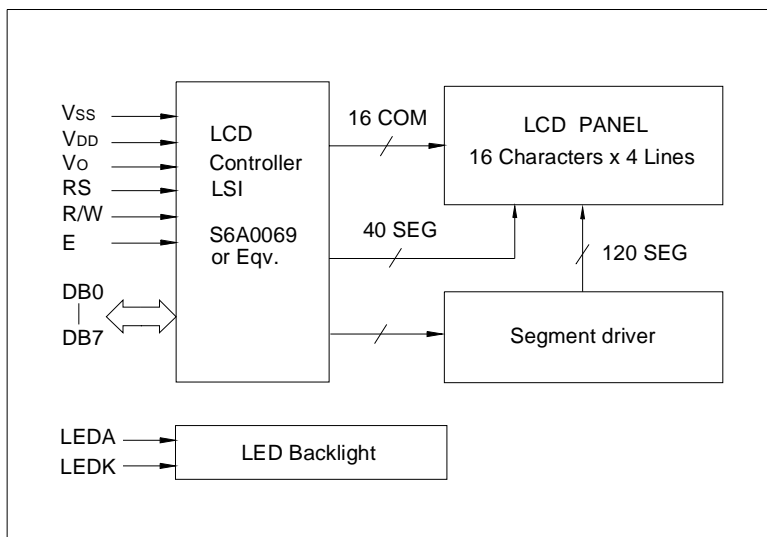 VSS
VDD
VO
RS
R/W
E
DB0
DB7
LCD
Controller
LSI
S6A0069
or Eqv.
16 COM
40 SEG
LCD PANEL
16 Characters x 4 Lines
120 SEG
Segment driver
LEDA
LEDK
LED Backlight